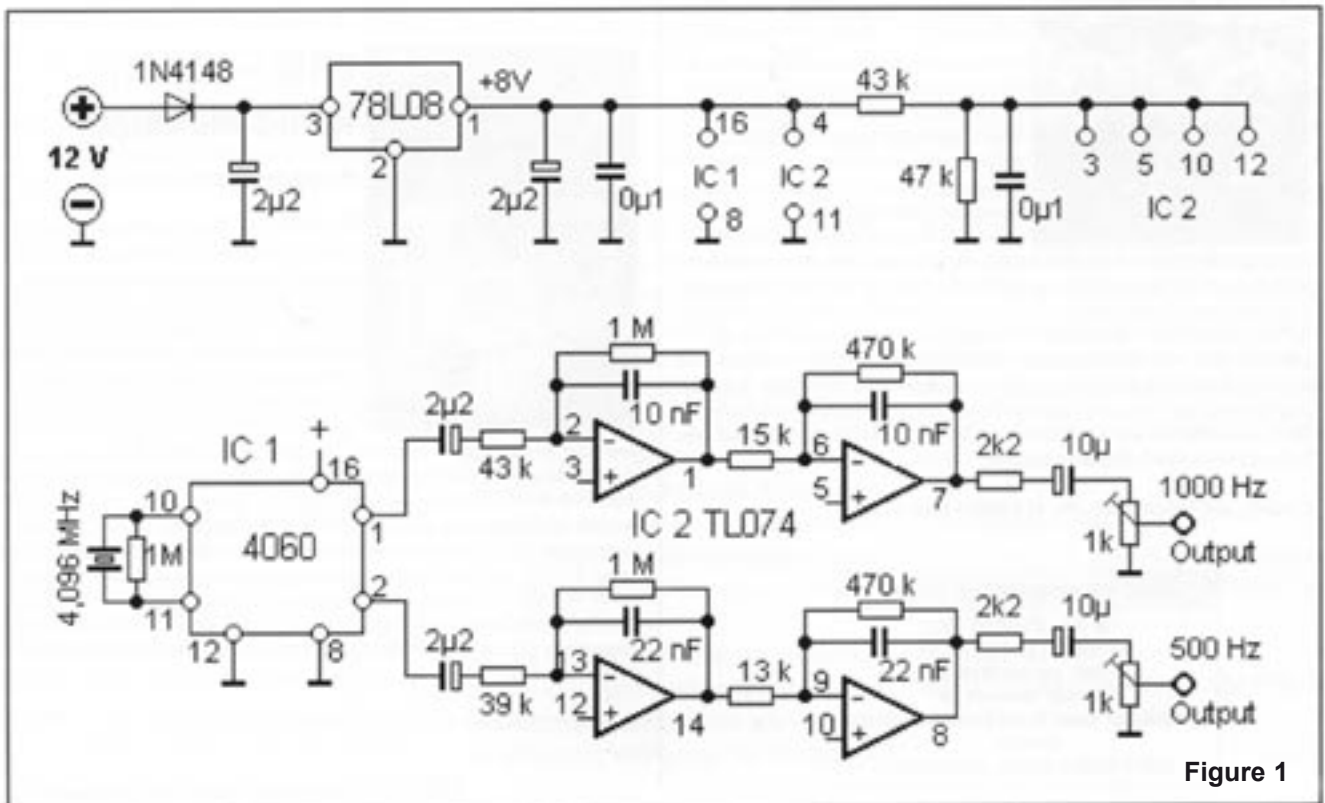 1N4148
+8V
43 k
78L08
3
1
2
12 V
2µ2
2µ2
0µ1
16
4
IC 1
IC 2
8
11
47 k
0µ1
3
5
10
12
IC 2
1 M
10 nF
470 k
10 nF
2µ2
43 k
2
3
1
15 k
6
5
7
2k2
10µ
1000 Hz
1k
Output
IC 1
+
16
10
1
4,096 MHz
1M
4060
2
11
12
8
IC 2 TL074
1 M
22 nF
470 k
22 nF
2µ2
39 k
13
12
14
13 k
9
10
8
2k2
10µ
500 Hz
1k
Output
Figure 1